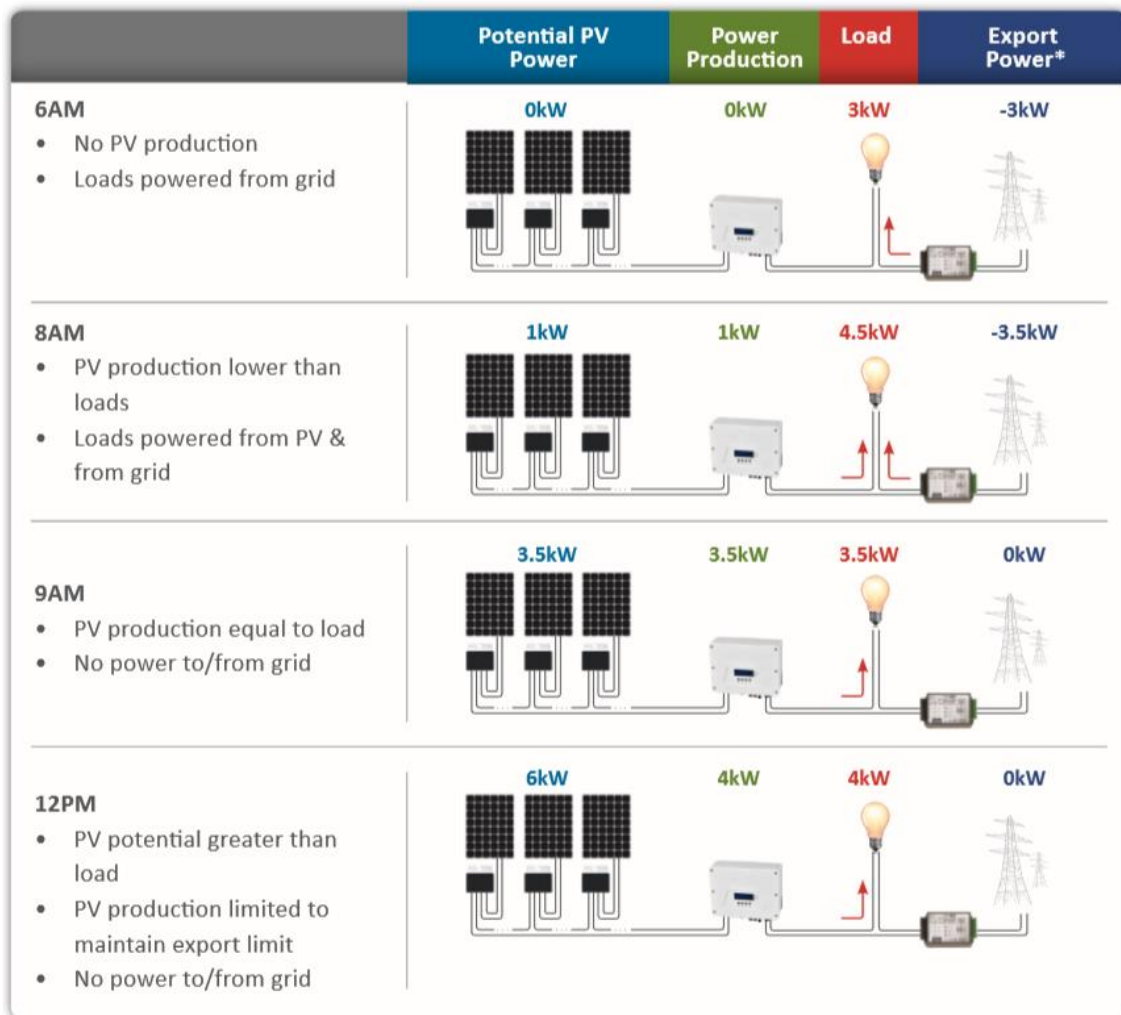 Potential PV
Power
Power
Production
Load
Export
Power*
6AM
• No PV production
• Loads powered from grid
0kW
0kW
3kW
-3kW
8AM
• PV production lower than
loads
• Loads powered from PV &
from grid
1kW
1kW
4.5kW
-3.5kW
9AM
• PV production equal to load
• No power to/from grid
3.5kW
3.5kW
3.5kW
0kW
12PM
• PV potential greater than
load
• PV production limited to
maintain export limit
• No power to/from grid
6kW
4kW
4kW
0kW